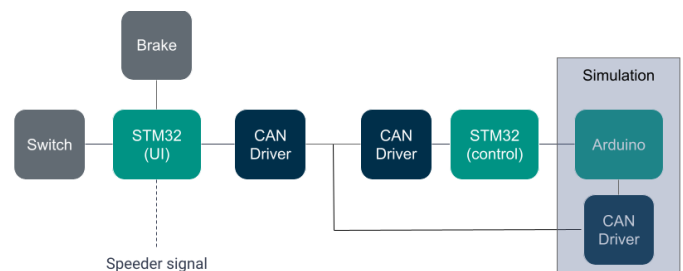 Brake
Simulation
Switch
STM32
(UI)
CAN
Driver
CAN
Driver
STM32
(control)
Arduino
CAN
Driver
Speeder signal